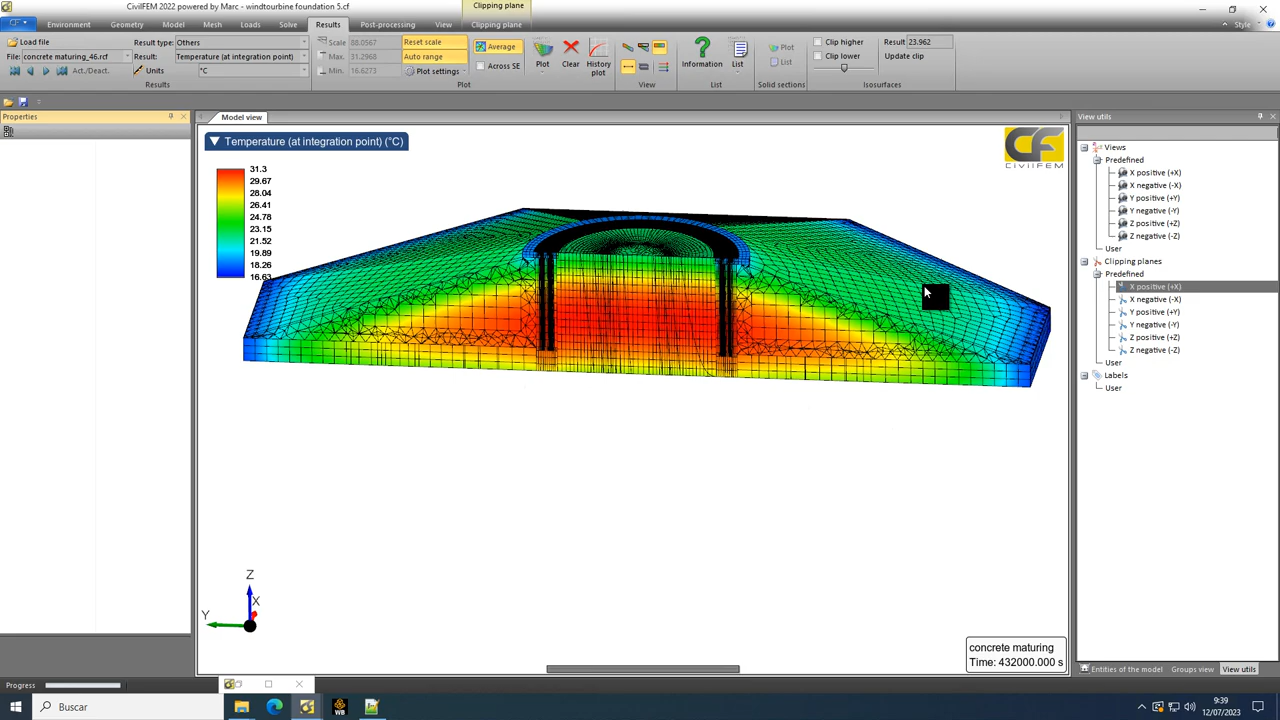 CivilFEM 2022 powered by Marc - windtourbine foundation 5.cf
Clipping plane
CF
Environment Geometry Model Mesh Loads Solve Results Post-processing View Clipping plane Style
Load file
File: concrete maturing_46.rcf
Act./Deact.
Results
Result type: Others
Result: Temperature (at integration point)
Units °C
Scale 88.0567
Max. 31.2968
Min. 16.6273
Reset scale
Auto range
Plot settings
Average
Across SE
Plot
Clear
History plot
Plot
View
Information
List
List
Plot
List
Solid sections
Clip higher
Clip lower
Result 23.962
Update clip
Isosurfaces
Properties
Model view
View utils
Temperature (at integration point) (°C)
31.3
29.67
28.04
26.41
24.78
23.15
21.52
19.89
18.26
16.63
CF
CIVILFEM
Views
Predefined
X positive (+X)
X negative (-X)
Y positive (+Y)
Y negative (-Y)
Z positive (+Z)
Z negative (-Z)
User
Clipping planes
Predefined
X positive (+X)
X negative (-X)
Y positive (+Y)
Y negative (-Y)
Z positive (+Z)
Z negative (-Z)
User
Labels
User
Z
X
Y
concrete maturing
Time: 432000.000 s
Entities of the model Groups view View utils
Progress
Buscar
WB
9:39
12/07/2023